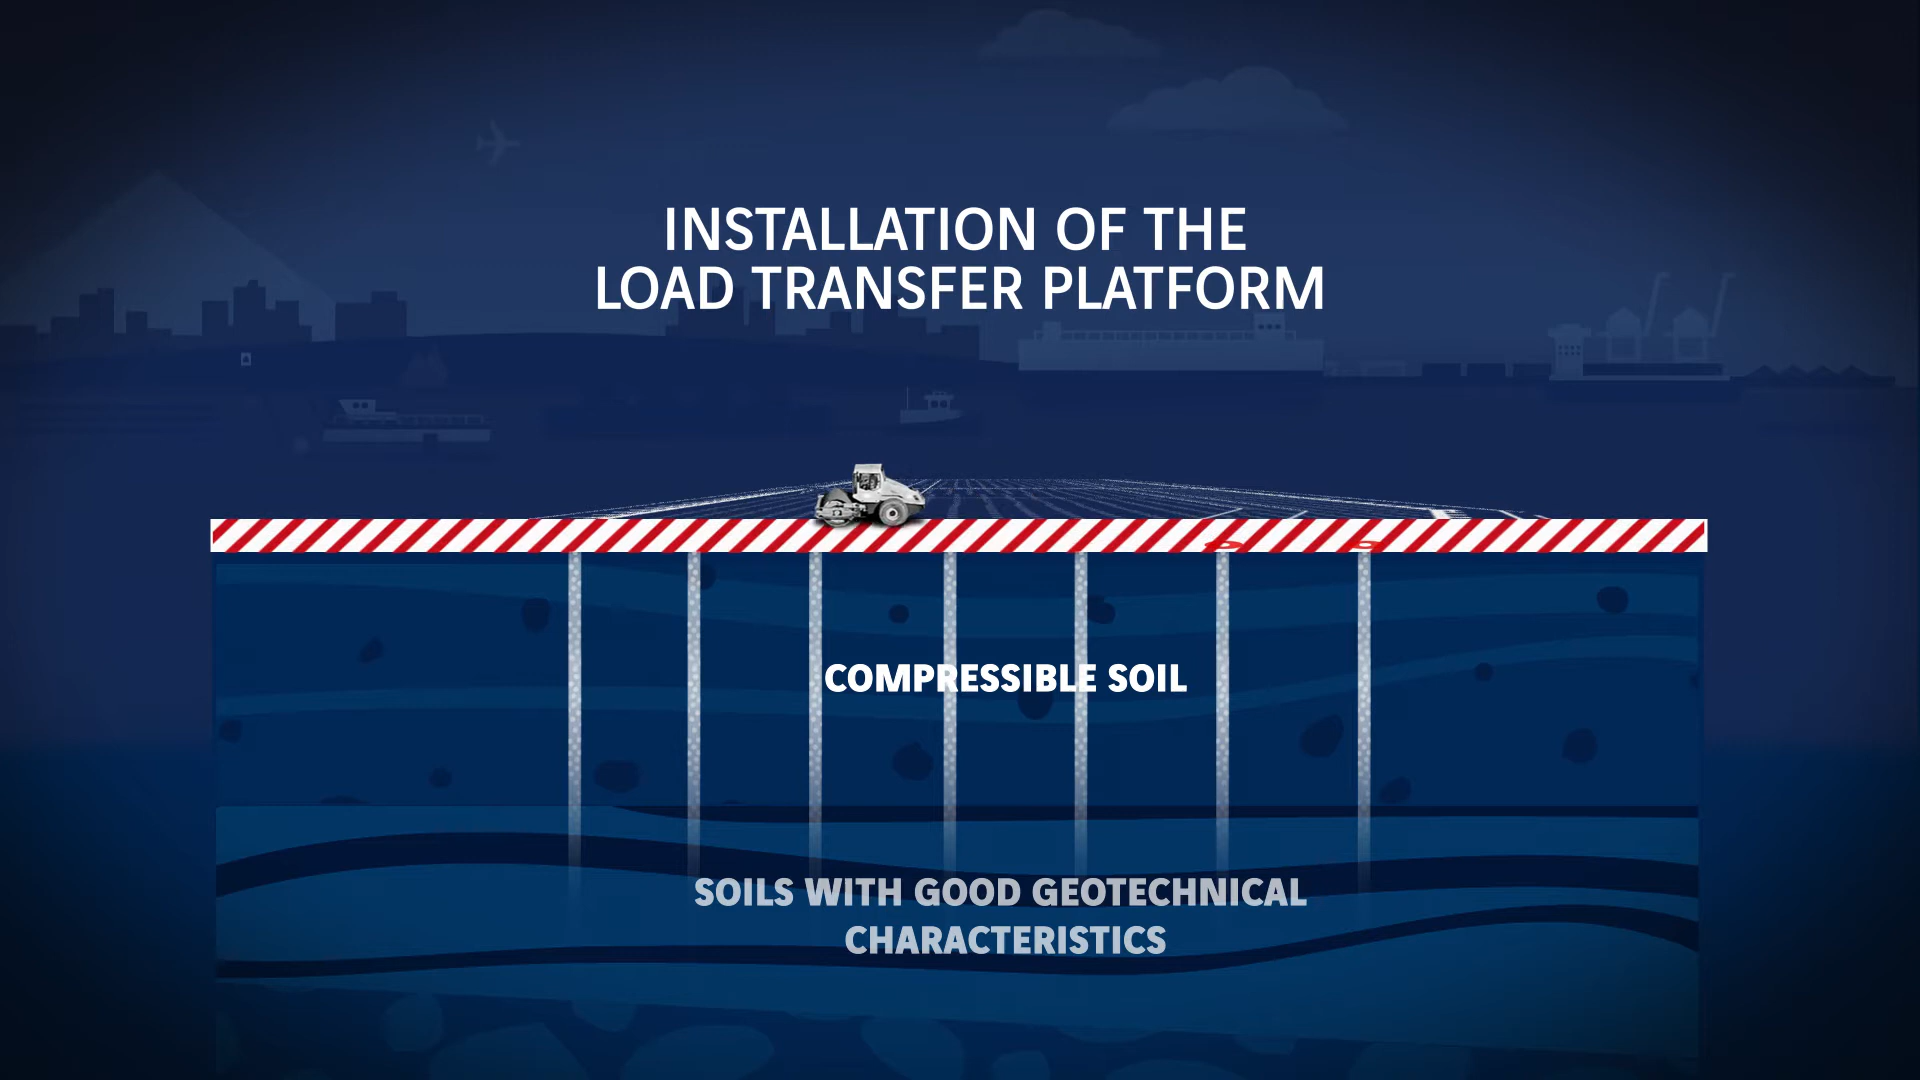 INSTALLATION OF THE
LOAD TRANSFER PLATFORM
COMPRESSIBLE SOIL
SOILS WITH GOOD GEOTECHNICAL
CHARACTERISTICS